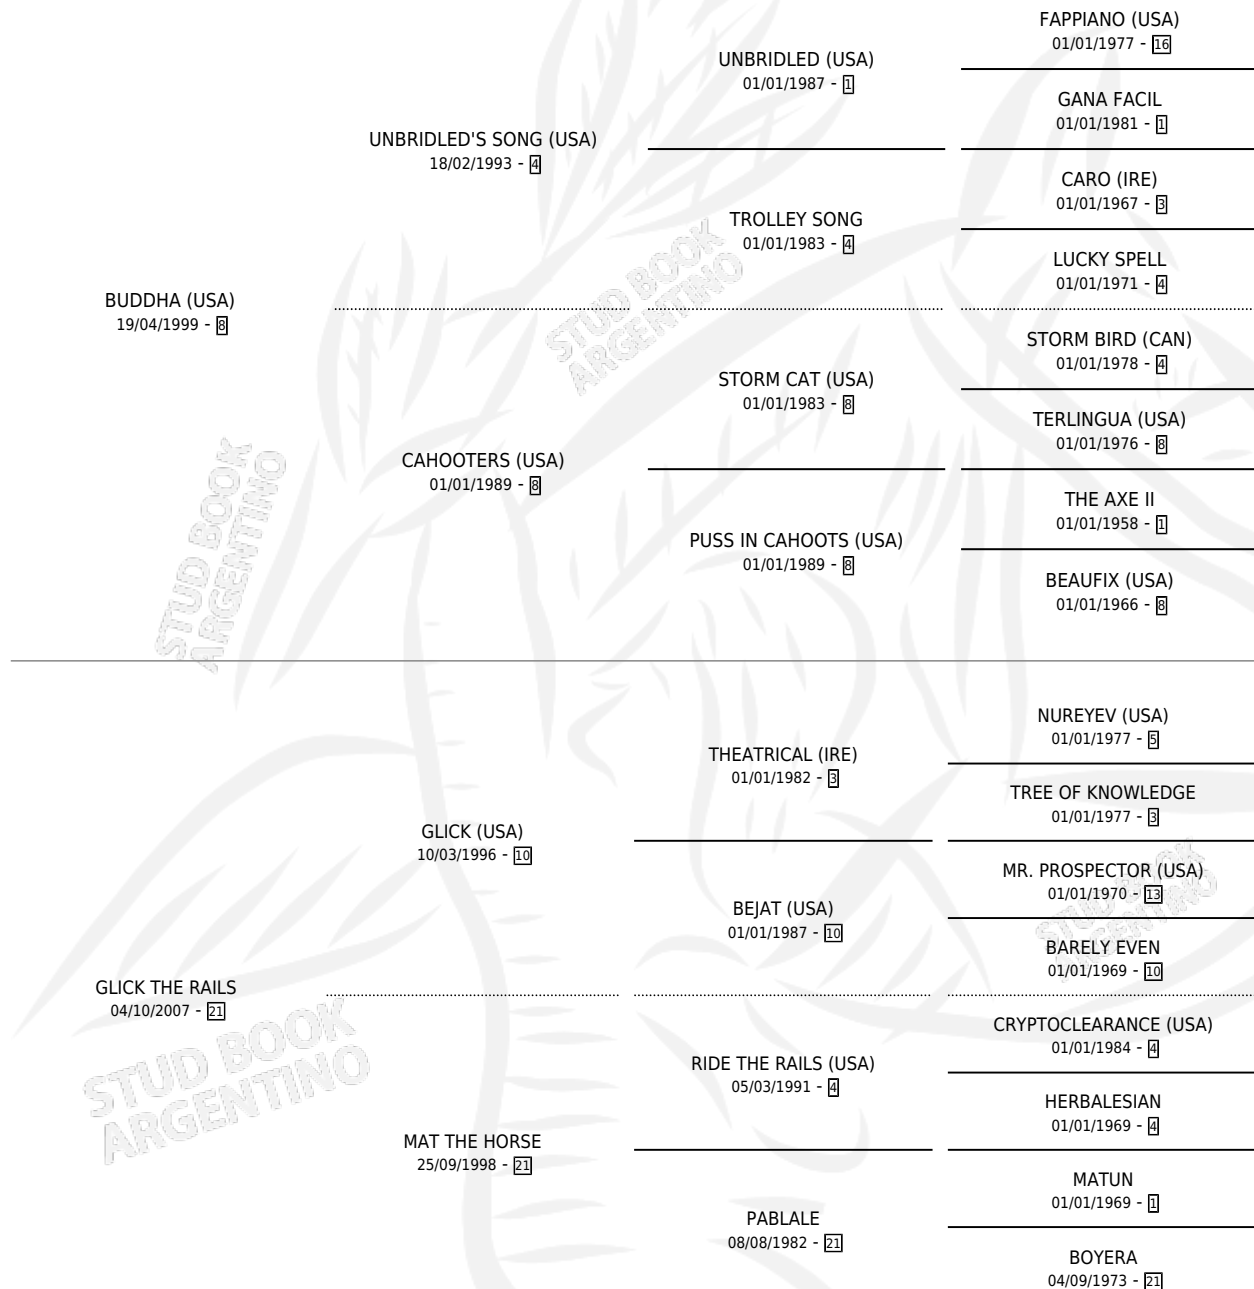 FAPPIANO (USA)
01/01/1977 - 16
UNBRIDLED (USA)
01/01/1987 - 1
GANA FACIL
01/01/1981 - 1
UNBRIDLED'S SONG (USA)
18/02/1993 - 4
CARO (IRE)
01/01/1967 - 3
TROLLEY SONG
01/01/1983 - 4
LUCKY SPELL
01/01/1971 - 4
BUDDHA (USA)
19/04/1999 - 8
STORM BIRD (CAN)
01/01/1978 - 4
STORM CAT (USA)
01/01/1983 - 8
TERLINGUA (USA)
01/01/1976 - 8
CAHOOTERS (USA)
01/01/1989 - 8
THE AXE II
01/01/1958 - 1
PUSS IN CAHOOTS (USA)
01/01/1989 - 8
BEAUFIX (USA)
01/01/1966 - 8
NUREYEV (USA)
01/01/1977 - 5
THEATRICAL (IRE)
01/01/1982 - 3
TREE OF KNOWLEDGE
01/01/1977 - 3
GLICK (USA)
10/03/1996 - 10
MR. PROSPECTOR (USA)
01/01/1970 - 13
BEJAT (USA)
01/01/1987 - 10
BARELY EVEN
01/01/1969 - 10
GLICK THE RAILS
04/10/2007 - 21
CRYPTOCLEARANCE (USA)
01/01/1984 - 4
RIDE THE RAILS (USA)
05/03/1991 - 4
HERBALESIAN
01/01/1969 - 4
MAT THE HORSE
25/09/1998 - 21
MATUN
01/01/1969 - 1
PABLALE
08/08/1982 - 21
BOYERA
04/09/1973 - 21
STUD BOOK
ARGENTINO
STUD BOOK
ARGENTINO
STUD BOOK
ARGENTINO
STUD BOOK
ARGENTINO